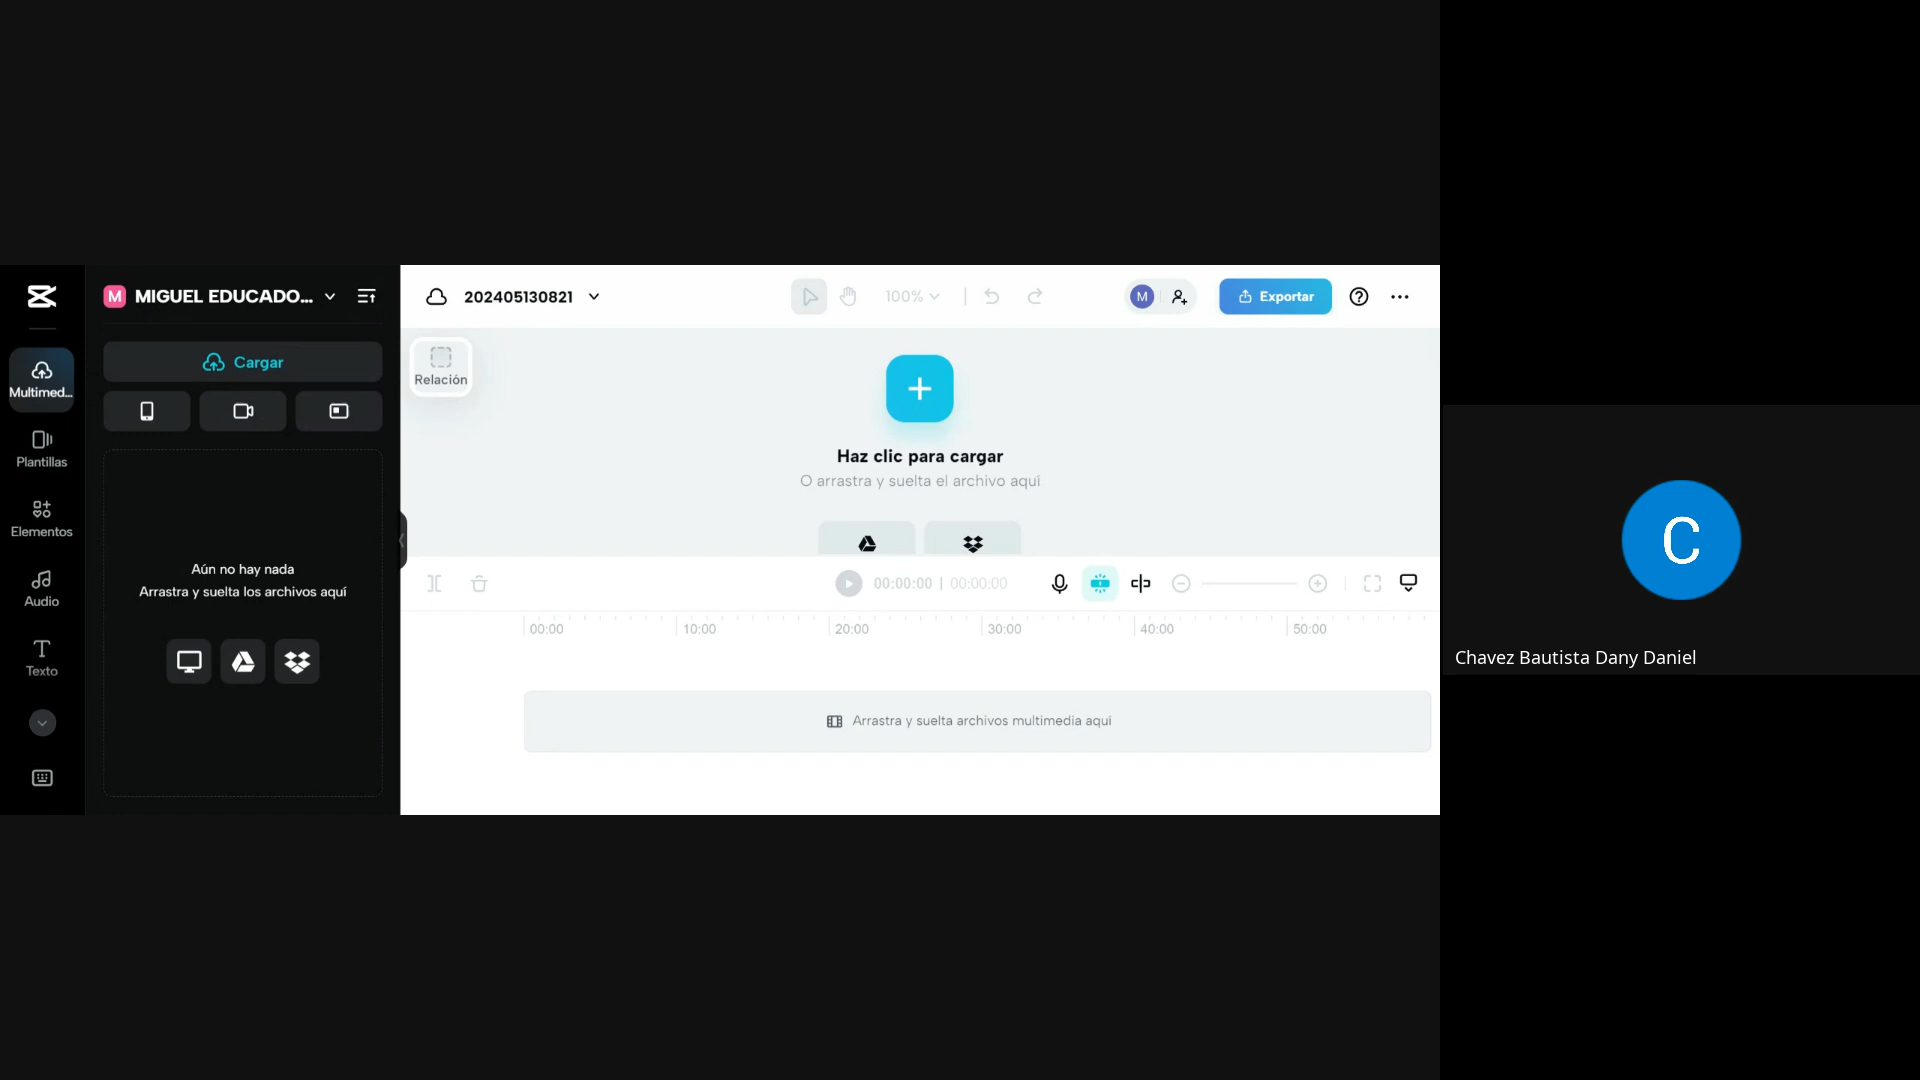 M MIGUEL EDUCADO...
Cargar
Multimed...
Plantillas
Elementos
Audio
Texto
Aún no hay nada
Arrastra y suelta los archivos aquí
202405130821
100%
M
Exportar
Relación
Haz clic para cargar
O arrastra y suelta el archivo aquí
00:00:00 | 00:00:00
00:00 10:00 20:00 30:00 40:00 50:00
Arrastra y suelta archivos multimedia aquí
C
Chavez Bautista Dany Daniel